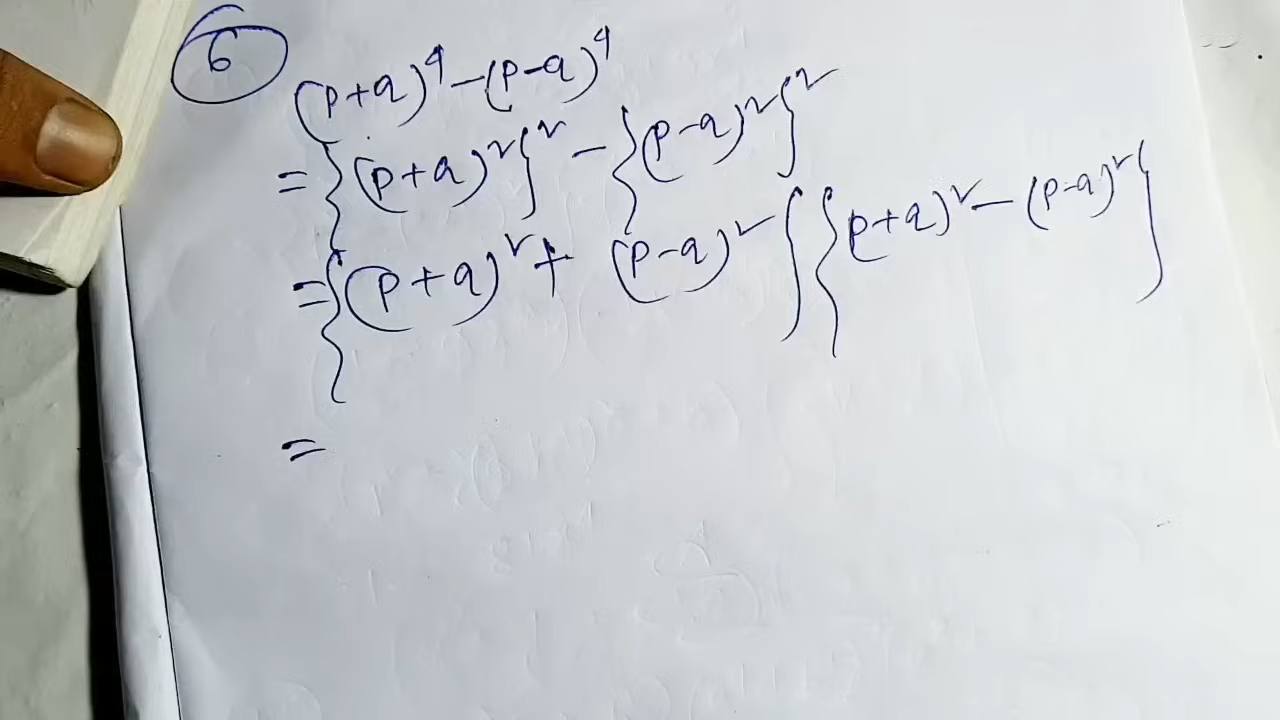 6
(p+q)⁴-(p-q)⁴
={(p+q)²}²-{(p-q)²}²
={(p+q)²+(p-q)²}{p+q)²-(p-q)²}
=